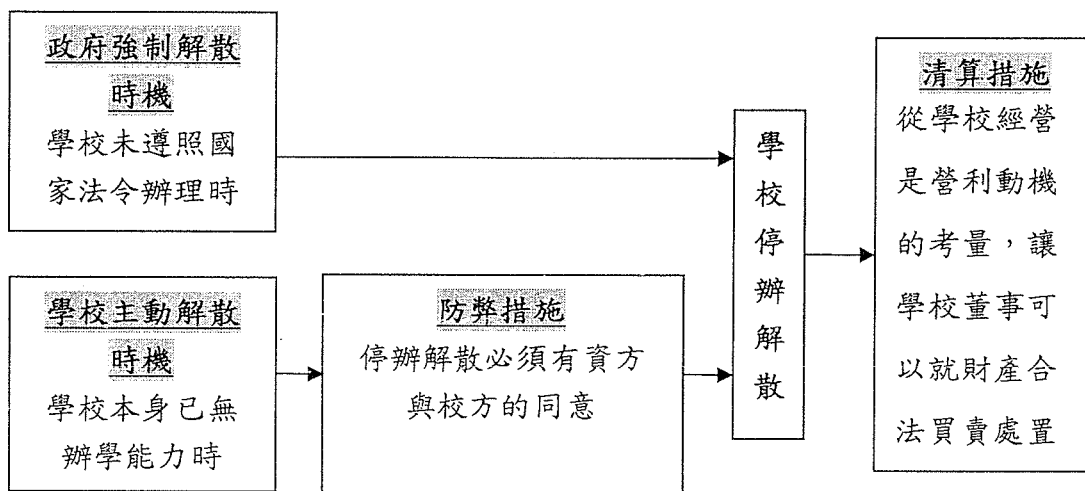 政府強制解散
時機
學校未遵照國
家法令辦理時
學校主動解散
時機
學校本身已無
辦學能力時
防弊措施
停辦解散必須有資方
與校方的同意
學校停辦解散
清算措施
從學校經營
是營利動機
的考量，讓
學校董事可
以就財產合
法買賣處置